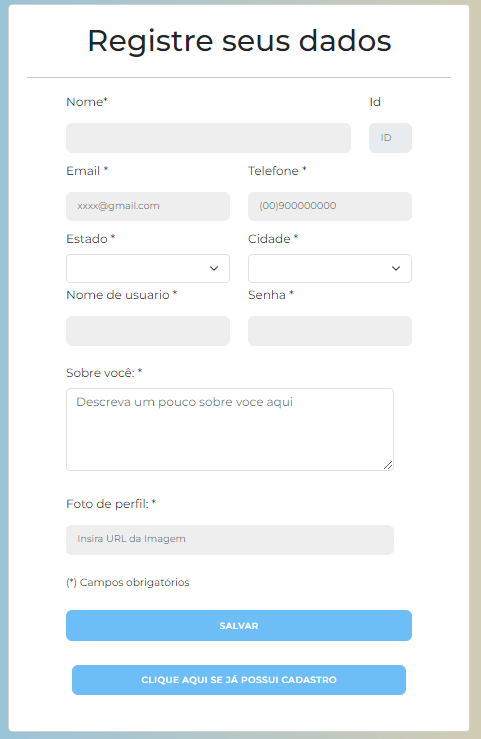 Registre seus dados
Nome* Id
ID
Email * Telefone *
xxxx@gmail.com (00)900000000
Estado * Cidade *
Nome de usuario * Senha *
Sobre você: *
Descreva um pouco sobre voce aqui
Foto de perfil: *
Insira URL da Imagem
(*) Campos obrigatórios
SALVAR
CLIQUE AQUI SE JÁ POSSUI CADASTRO